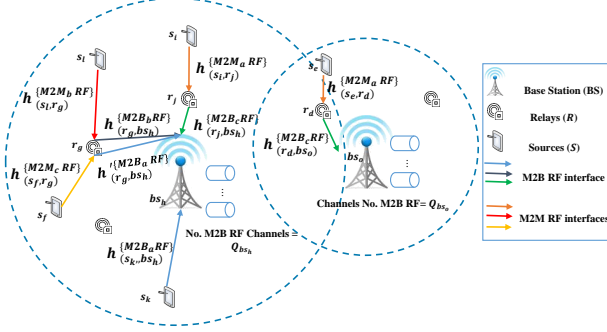 s_i
s_l
h^{M2M_a RF}_(s_i,r_j)
s_e
h^{M2M_a RF}_(s_e,r_d)
Base Station (BS)
h^{M2M_b RF}_(s_l,r_g)
r_j
h^{M2B_b RF}_(r_g,bs_h)
h^{M2B_c RF}_(r_j,bs_h)
r_d
Relays (R)
h^{M2B_c RF}_(r_d,bs_o)
r_g
bs_o
Sources (S)
h^{M2M_c RF}_(s_f,r_g)
h'^{M2B_a RF}_(r_g,bs_h)
M2B RF interfaces
bs_h
s_f
Channels No. M2B RF= Q_bs_o
M2M RF interfaces
No. M2B RF Channels =
Q_bs_h
h^{M2B_a RF}_(s_k,,bs_h)
s_k